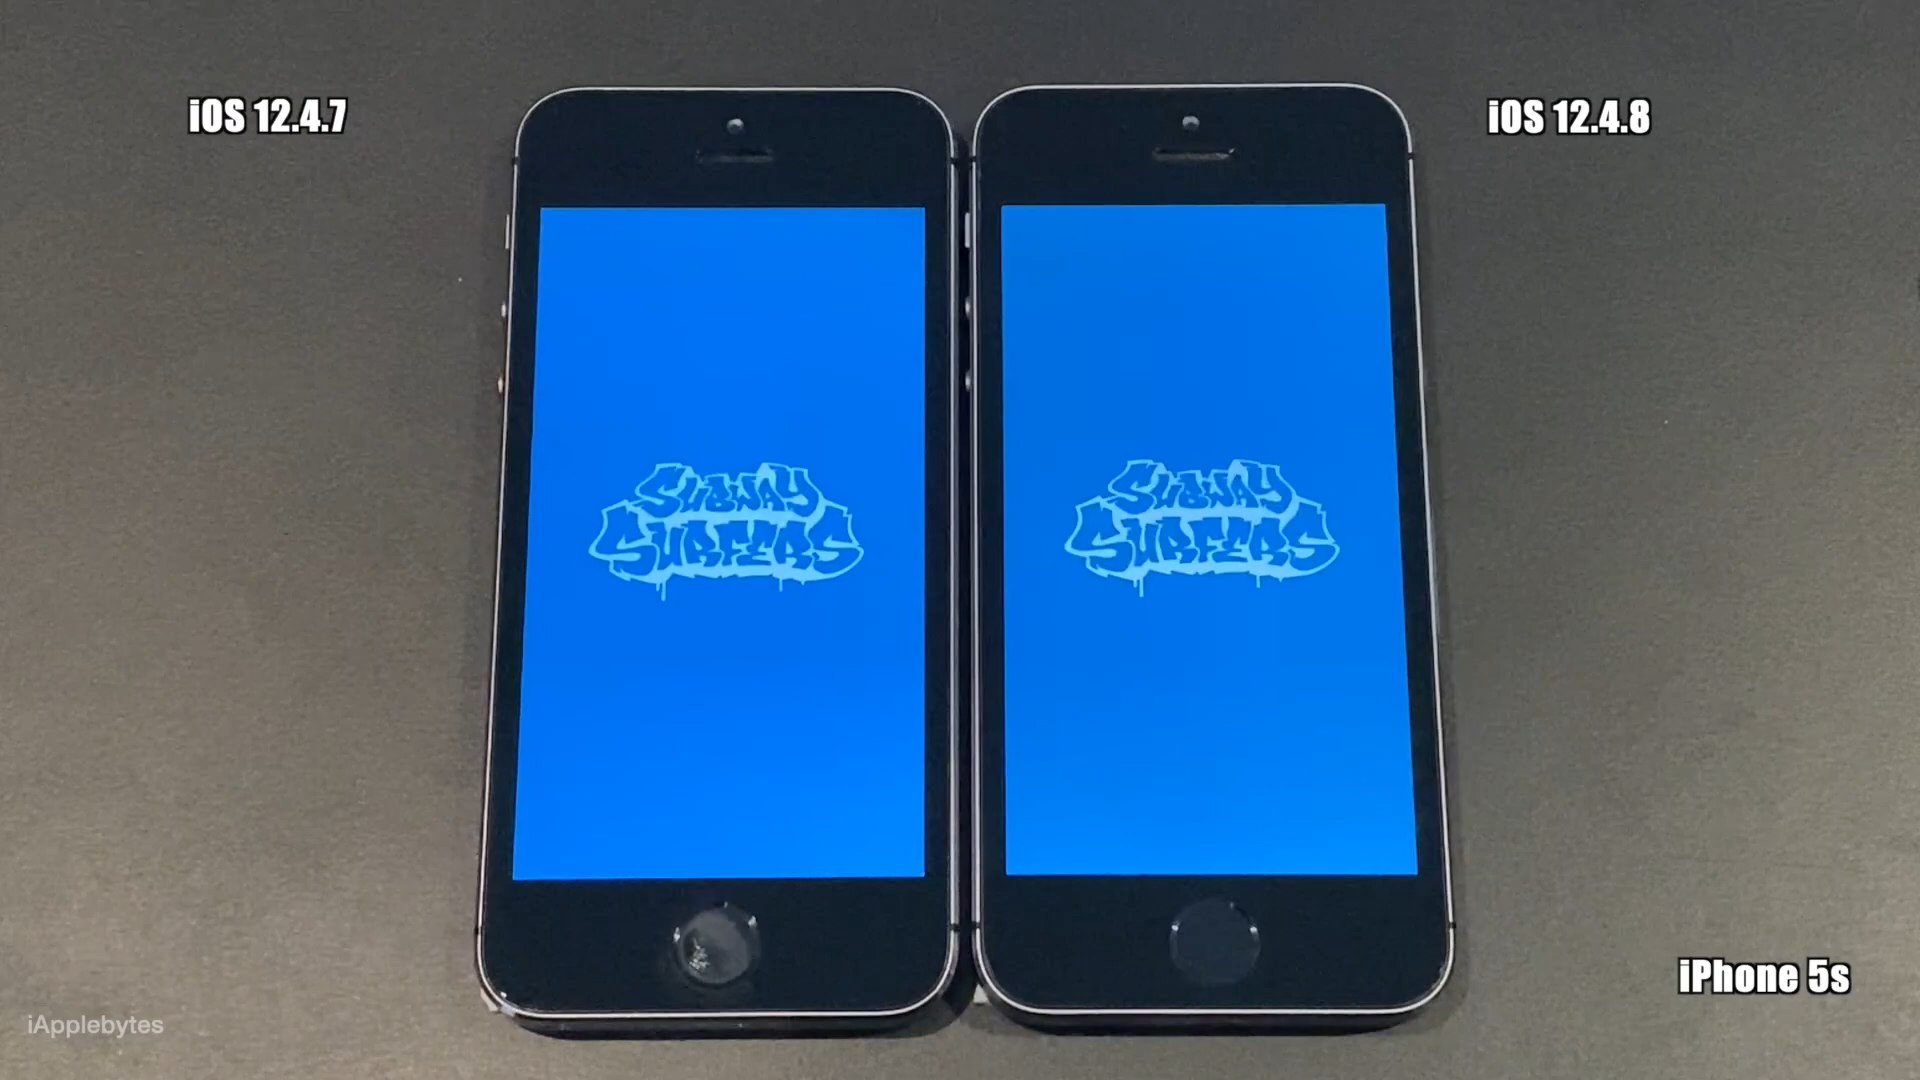 iOS 12.4.7
iOS 12.4.8
SUBWAY
SURFERS
SUBWAY
SURFERS
iPhone 5s
iApplebytes